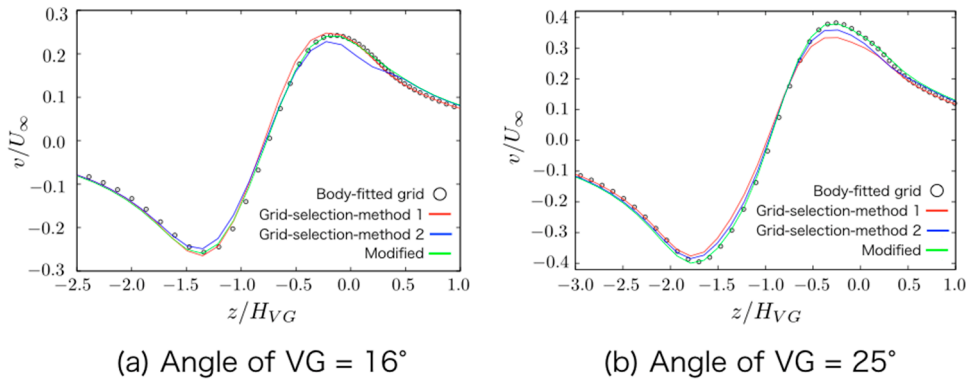 0.3
0.2
0.1
0.0
−0.1
−0.2
−0.3
v/U∞
−2.5 −2.0 −1.5 −1.0 −0.5 0.0 0.5 1.0
z/H_VG
Body-fitted grid
Grid-selection-method 1
Grid-selection-method 2
Modified
(a) Angle of VG = 16°
0.4
0.3
0.2
0.1
0.0
−0.1
−0.2
−0.3
−0.4
v/U∞
−3.0 −2.5 −2.0 −1.5 −1.0 −0.5 0.0 0.5 1.0
z/H_VG
Body-fitted grid
Grid-selection-method 1
Grid-selection-method 2
Modified
(b) Angle of VG = 25°